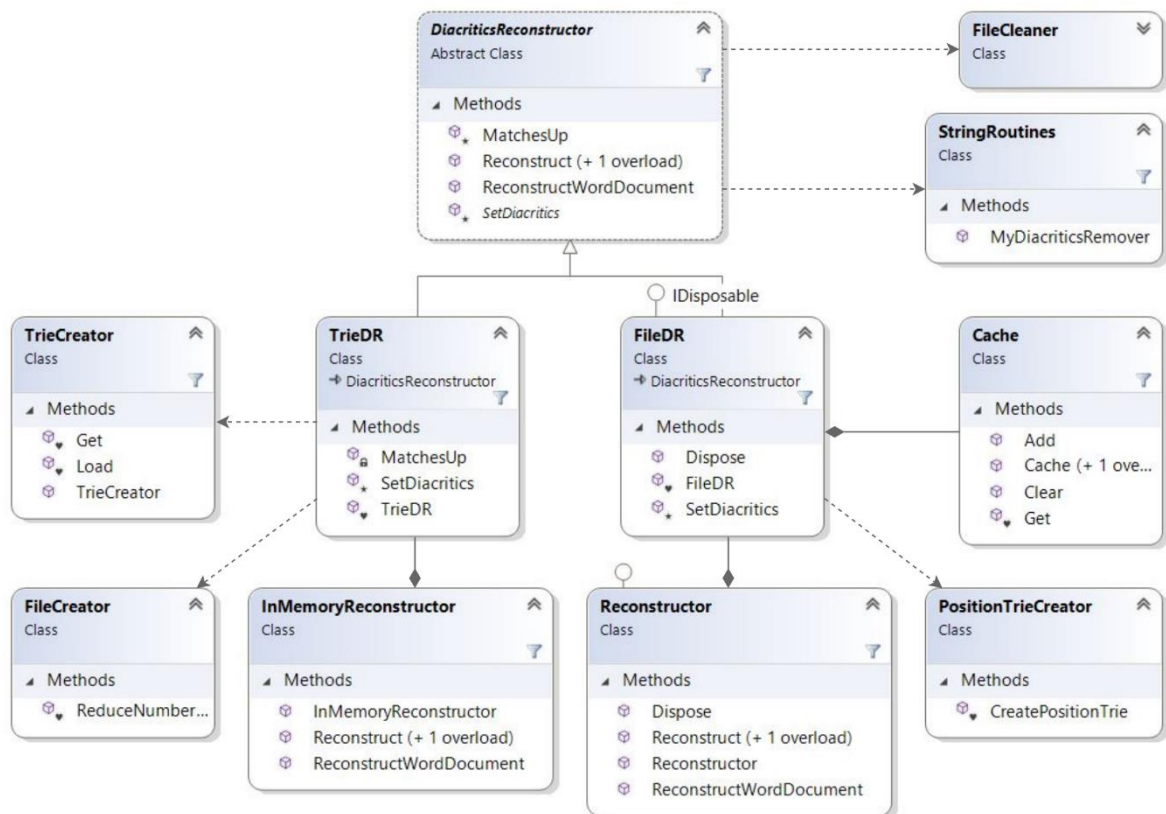 DiacriticsReconstructor
Abstract Class
Methods
MatchesUp
Reconstruct (+ 1 overload)
ReconstructWordDocument
SetDiacritics
FileCleaner
Class
StringRoutines
Class
Methods
MyDiacriticsRemover
IDisposable
TrieCreator
Class
Methods
Get
Load
TrieCreator
TrieDR
Class
DiacriticsReconstructor
Methods
MatchesUp
SetDiacritics
TrieDR
FileDR
Class
DiacriticsReconstructor
Methods
Dispose
FileDR
SetDiacritics
Cache
Class
Methods
Add
Cache (+ 1 ove...
Clear
Get
FileCreator
Class
Methods
ReduceNumber...
InMemoryReconstructor
Class
Methods
InMemoryReconstructor
Reconstruct (+ 1 overload)
ReconstructWordDocument
Reconstructor
Class
Methods
Dispose
Reconstruct (+ 1 overload)
Reconstructor
ReconstructWordDocument
PositionTrieCreator
Class
Methods
CreatePositionTrie